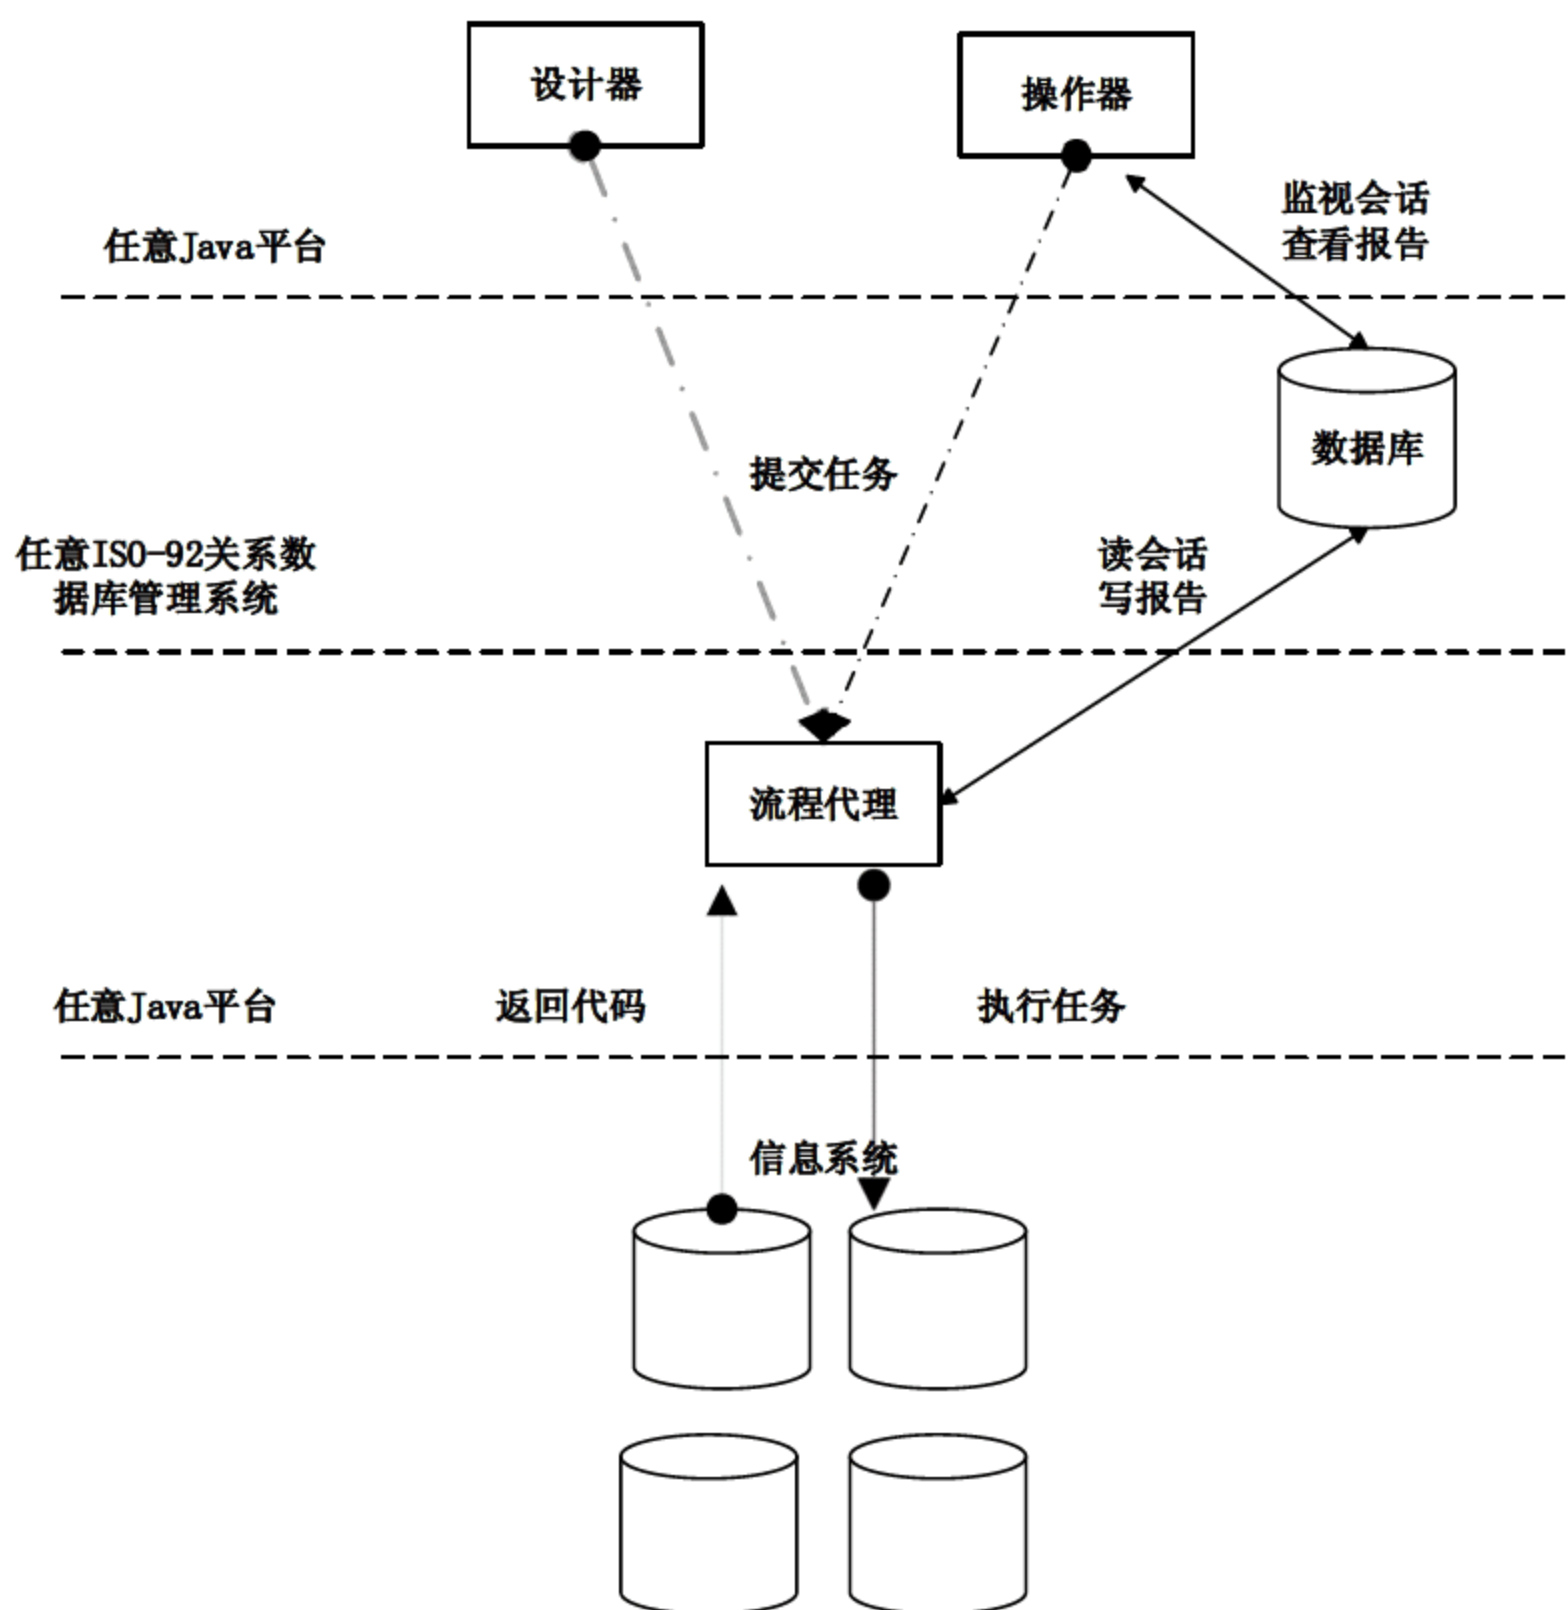 设计器
操作器
监视会话
查看报告
任意Java平台
数据库
提交任务
任意ISO-92关系数
据库管理系统
读会话
写报告
流程代理
任意Java平台
返回代码
执行任务
信息系统